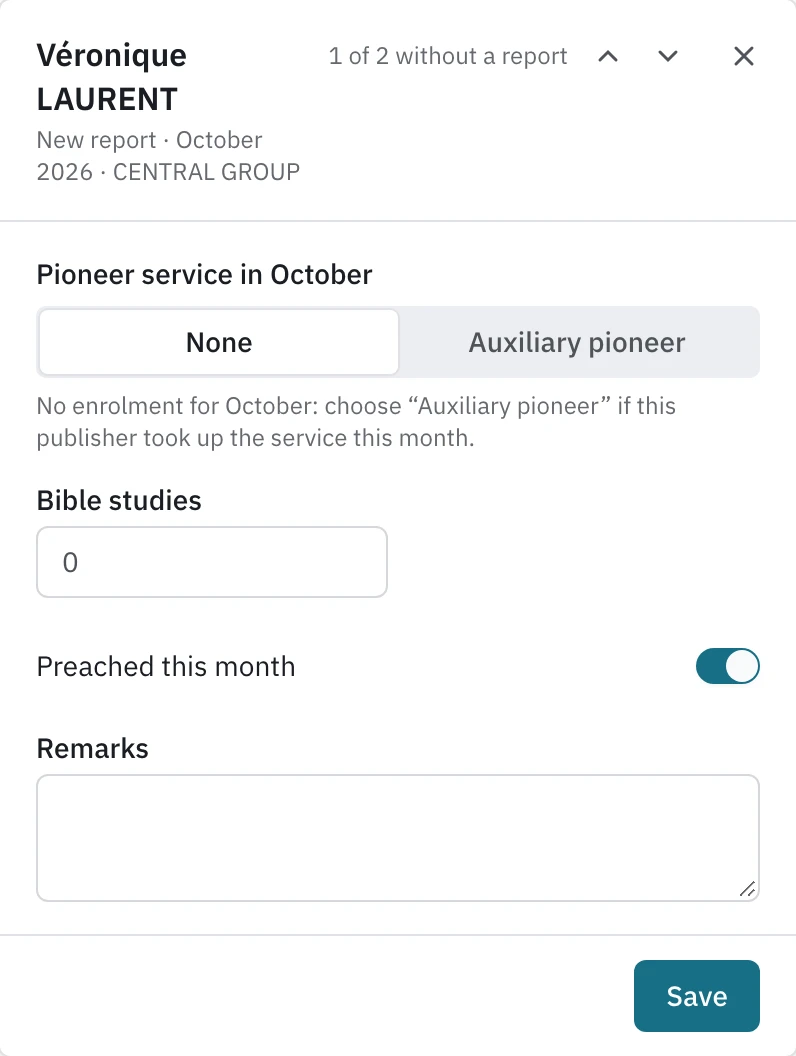 Véronique
LAURENT
1 of 2 without a report
New report · October
2026 · CENTRAL GROUP
Pioneer service in October
None
Auxiliary pioneer
No enrolment for October: choose “Auxiliary pioneer” if this
publisher took up the service this month.
Bible studies
0
Preached this month
Remarks
Save